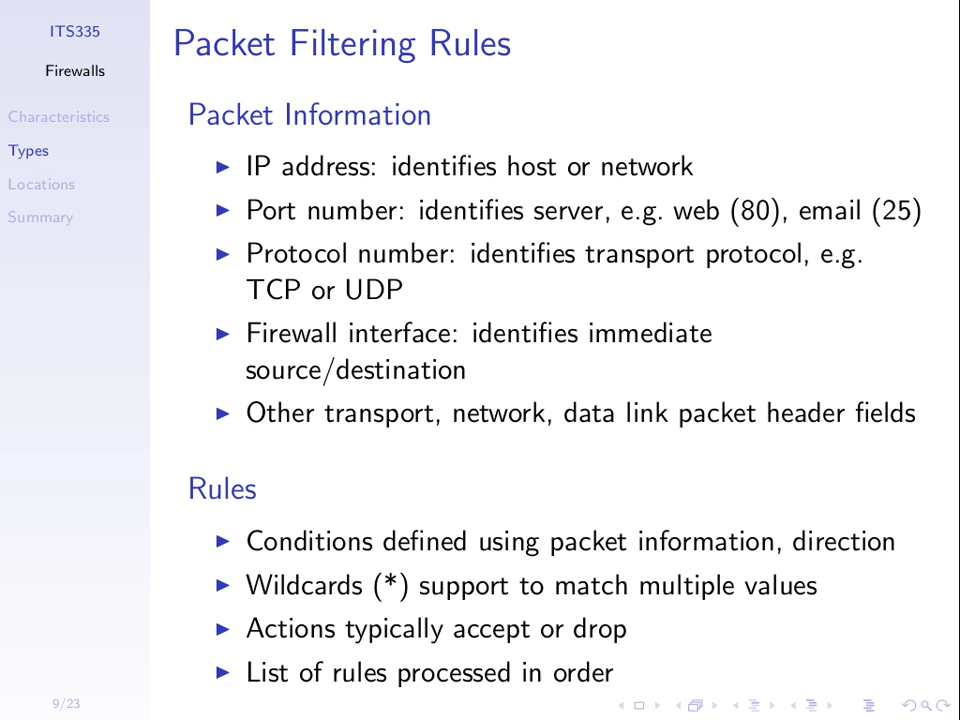 ITS335
Firewalls
Characteristics
Types
Locations
Summary
Packet Filtering Rules
Packet Information
IP address: identifies host or network
Port number: identifies server, e.g. web (80), email (25)
Protocol number: identifies transport protocol, e.g.
TCP or UDP
Firewall interface: identifies immediate
source/destination
Other transport, network, data link packet header fields
Rules
Conditions defined using packet information, direction
Wildcards (*) support to match multiple values
Actions typically accept or drop
List of rules processed in order
9/23